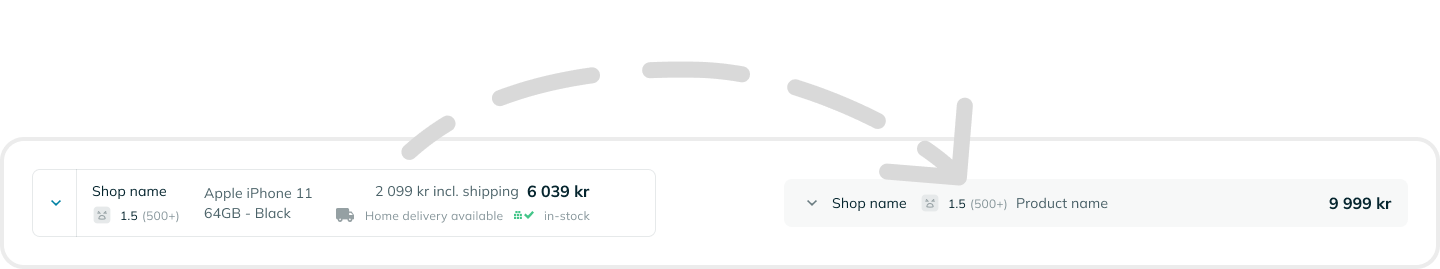 Shop name
1.5 (500+)
Apple iPhone 11
64GB - Black
2 099 kr incl. shipping 6 039 kr
Home delivery available in-stock
Shop name 1.5 (500+) Product name 9 999 kr